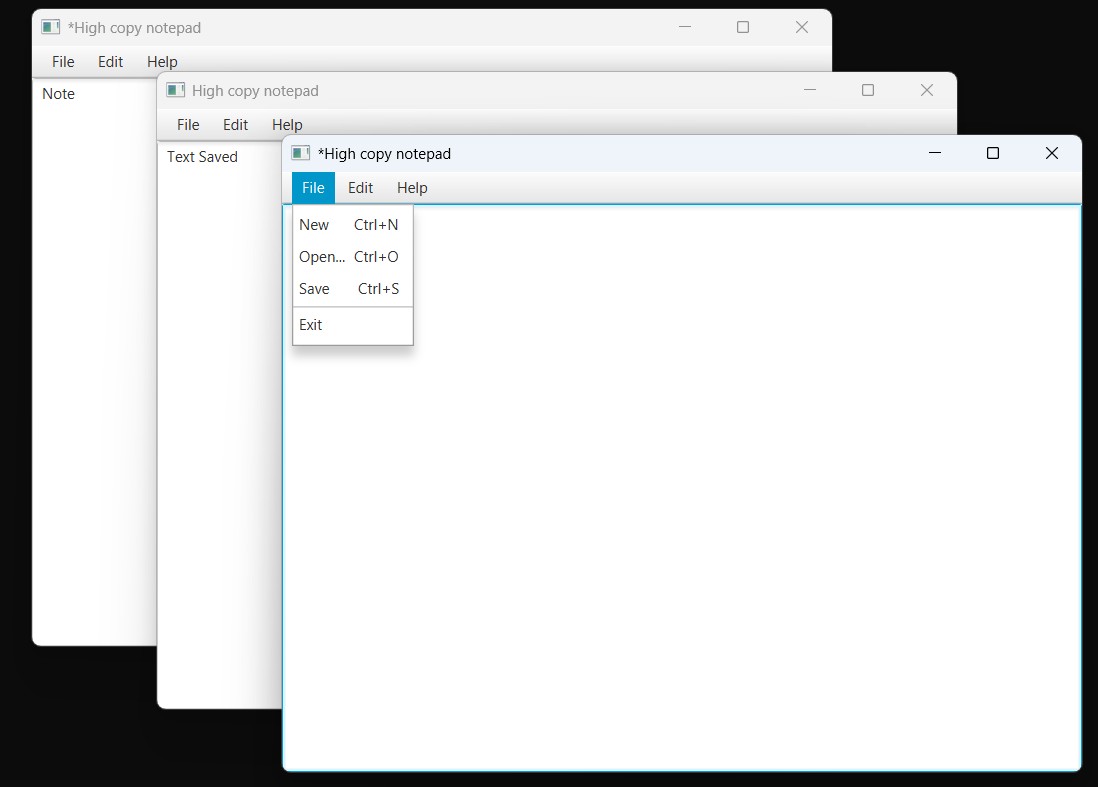 *High copy notepad
File Edit Help
Note
High copy notepad
File Edit Help
Text Saved
*High copy notepad
File Edit Help
New Ctrl+N
Open... Ctrl+O
Save Ctrl+S
Exit